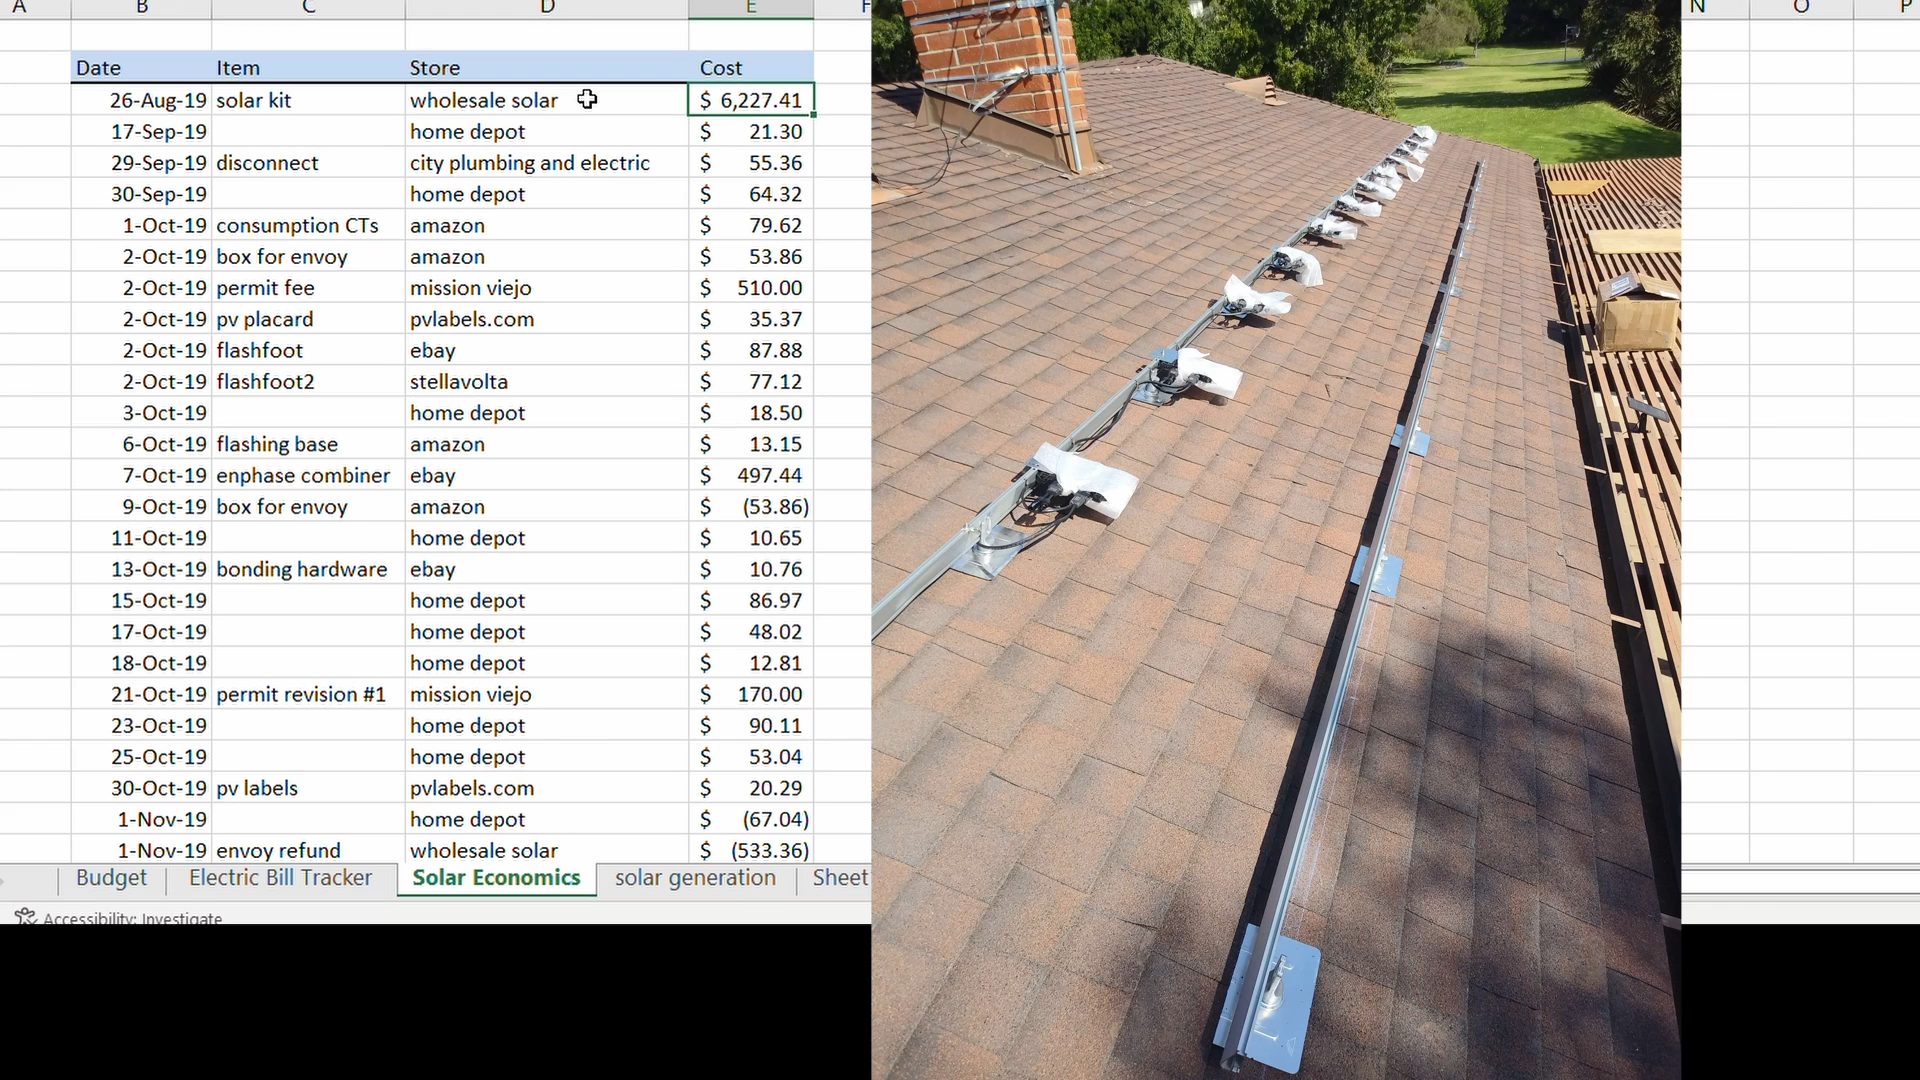 A B C D E F N O P
Date Item Store Cost
26-Aug-19 solar kit wholesale solar $ 6,227.41
17-Sep-19 home depot $ 21.30
29-Sep-19 disconnect city plumbing and electric $ 55.36
30-Sep-19 home depot $ 64.32
1-Oct-19 consumption CTs amazon $ 79.62
2-Oct-19 box for envoy amazon $ 53.86
2-Oct-19 permit fee mission viejo $ 510.00
2-Oct-19 pv placard pvlabels.com $ 35.37
2-Oct-19 flashfoot ebay $ 87.88
2-Oct-19 flashfoot2 stellavolta $ 77.12
3-Oct-19 home depot $ 18.50
6-Oct-19 flashing base amazon $ 13.15
7-Oct-19 enphase combiner ebay $ 497.44
9-Oct-19 box for envoy amazon $ (53.86)
11-Oct-19 home depot $ 10.65
13-Oct-19 bonding hardware ebay $ 10.76
15-Oct-19 home depot $ 86.97
17-Oct-19 home depot $ 48.02
18-Oct-19 home depot $ 12.81
21-Oct-19 permit revision #1 mission viejo $ 170.00
23-Oct-19 home depot $ 90.11
25-Oct-19 home depot $ 53.04
30-Oct-19 pv labels pvlabels.com $ 20.29
1-Nov-19 home depot $ (67.04)
1-Nov-19 envoy refund wholesale solar $ (533.36)
Budget Electric Bill Tracker Solar Economics solar generation Sheet
Accessibility: Investigate